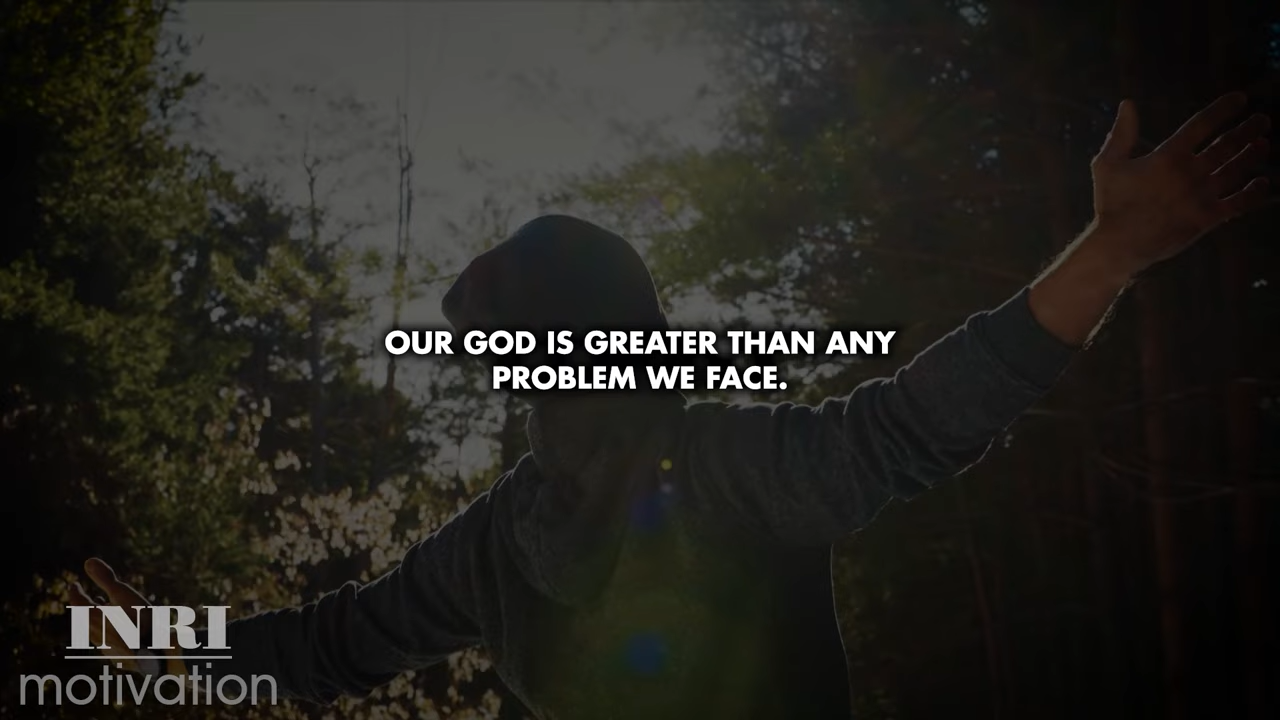 OUR GOD IS GREATER THAN ANY
PROBLEM WE FACE.
INRI
motivation